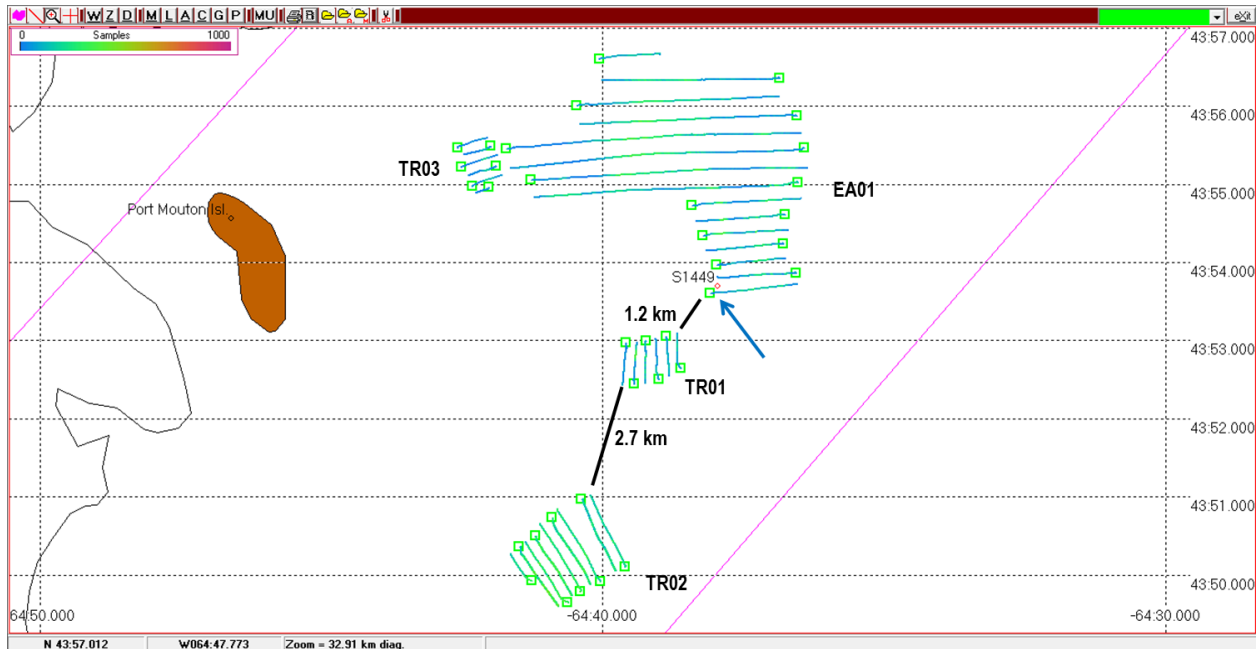 W Z D M L A C G P MU eXit
0 Samples 1000
43:57.000
43:56.000
TR03
EA01
43:55.000
Port Mouton Isl.
43:54.000
S1449
1.2 km
43:53.000
TR01
43:52.000
2.7 km
43:51.000
TR02
43:50.000
64:50.000 -64:40.000 -64:30.000
N 43:57.012 W064:47.773 Zoom = 32.91 km diag.